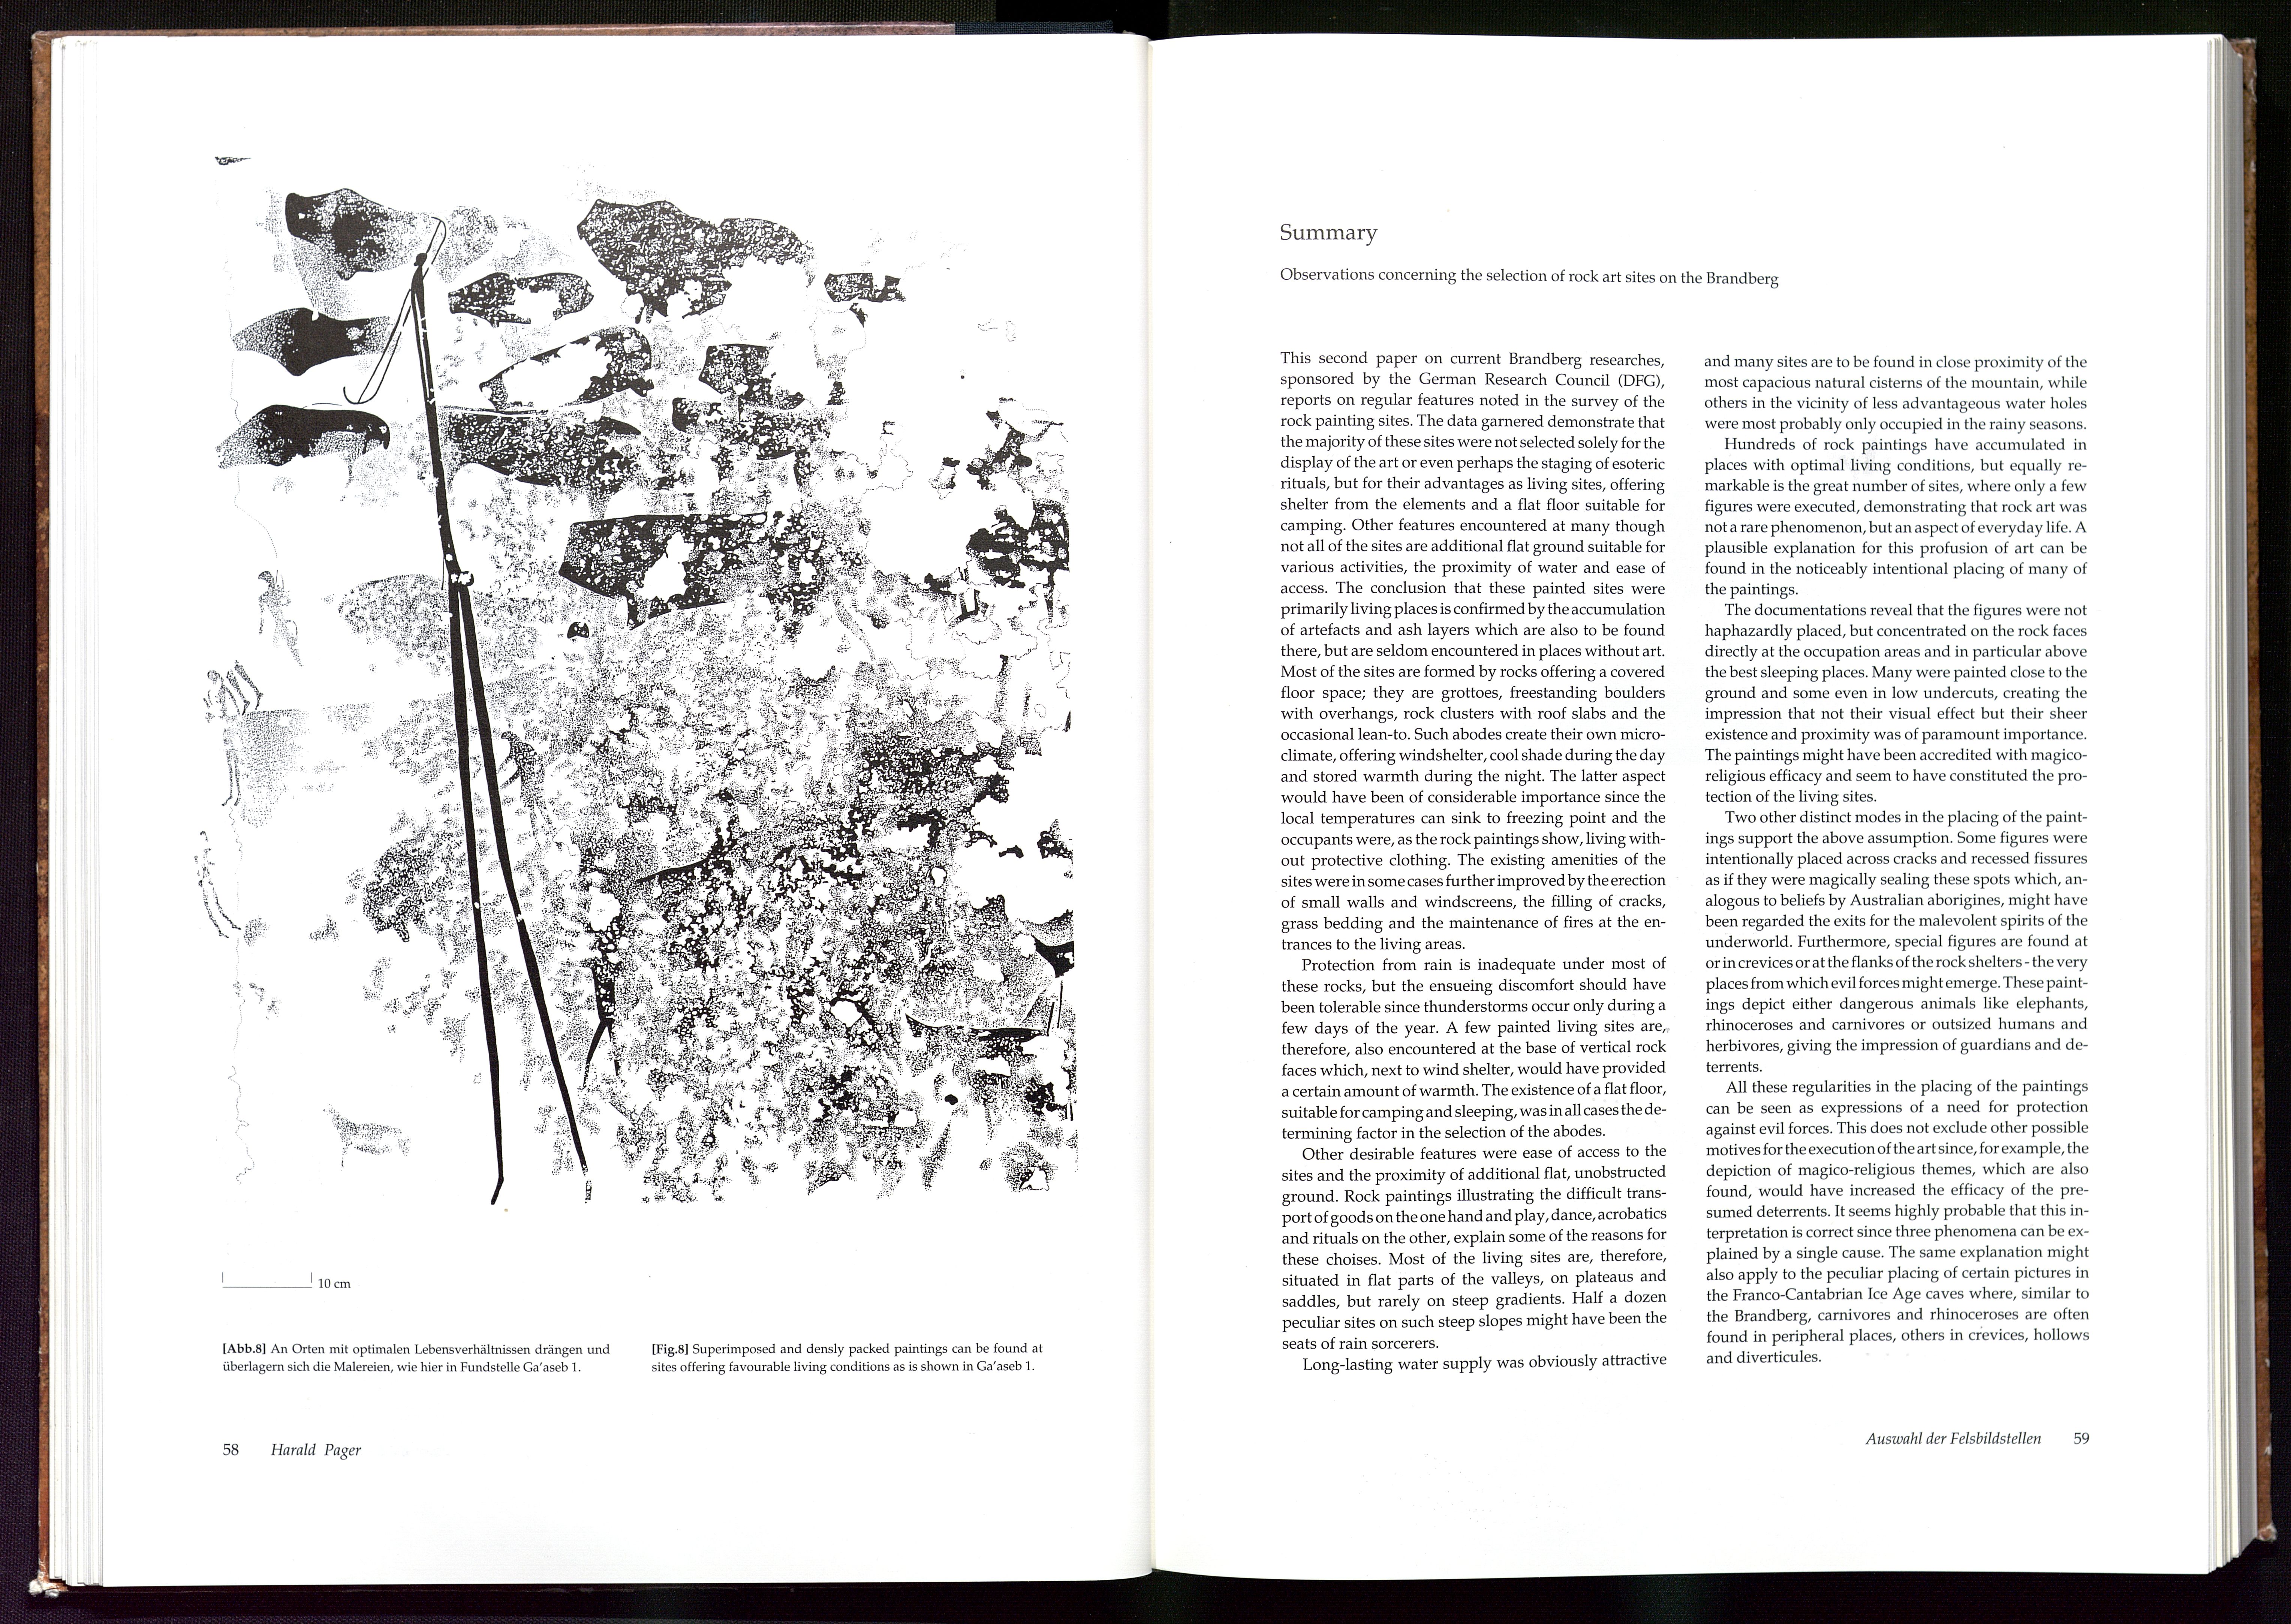 10 cm
[Abb.8] An Orten mit optimalen Lebensverhältnissen drängen und
überlagern sich die Malereien, wie hier in Fundstelle Ga'aseb 1.
[Fig.8] Superimposed and densly packed paintings can be found at
sites offering favourable living conditions as is shown in Ga'aseb 1.
58 Harald Pager
Summary
Observations concerning the selection of rock art sites on the Brandberg
This second paper on current Brandberg researches,
sponsored by the German Research Council (DFG),
reports on regular features noted in the survey of the
rock painting sites. The data garnered demonstrate that
the majority of these sites were not selected solely for the
display of the art or even perhaps the staging of esoteric
rituals, but for their advantages as living sites, offering
shelter from the elements and a flat floor suitable for
camping. Other features encountered at many though
not all of the sites are additional flat ground suitable for
various activities, the proximity of water and ease of
access. The conclusion that these painted sites were
primarily living places is confirmed by the accumulation
of artefacts and ash layers which are also to be found
there, but are seldom encountered in places without art.
Most of the sites are formed by rocks offering a covered
floor space; they are grottoes, freestanding boulders
with overhangs, rock clusters with roof slabs and the
occasional lean-to. Such abodes create their own micro-
climate, offering windshelter, cool shade during the day
and stored warmth during the night. The latter aspect
would have been of considerable importance since the
local temperatures can sink to freezing point and the
occupants were, as the rock paintings show, living with-
out protective clothing. The existing amenities of the
sites were in some cases further improved by the erection
of small walls and windscreens, the filling of cracks,
grass bedding and the maintenance of fires at the en-
trances to the living areas.
Protection from rain is inadequate under most of
these rocks, but the ensueing discomfort should have
been tolerable since thunderstorms occur only during a
few days of the year. A few painted living sites are,
therefore, also encountered at the base of vertical rock
faces which, next to wind shelter, would have provided
a certain amount of warmth. The existence of a flat floor,
suitable for camping and sleeping, was in all cases the de-
termining factor in the selection of the abodes.
Other desirable features were ease of access to the
sites and the proximity of additional flat, unobstructed
ground. Rock paintings illustrating the difficult trans-
port of goods on the one hand and play, dance, acrobatics
and rituals on the other, explain some of the reasons for
these choises. Most of the living sites are, therefore,
situated in flat parts of the valleys, on plateaus and
saddles, but rarely on steep gradients. Half a dozen
peculiar sites on such steep slopes might have been the
seats of rain sorcerers.
Long-lasting water supply was obviously attractive
and many sites are to be found in close proximity of the
most capacious natural cisterns of the mountain, while
others in the vicinity of less advantageous water holes
were most probably only occupied in the rainy seasons.
Hundreds of rock paintings have accumulated in
places with optimal living conditions, but equally re-
markable is the great number of sites, where only a few
figures were executed, demonstrating that rock art was
not a rare phenomenon, but an aspect of everyday life. A
plausible explanation for this profusion of art can be
found in the noticeably intentional placing of many of
the paintings.
The documentations reveal that the figures were not
haphazardly placed, but concentrated on the rock faces
directly at the occupation areas and in particular above
the best sleeping places. Many were painted close to the
ground and some even in low undercuts, creating the
impression that not their visual effect but their sheer
existence and proximity was of paramount importance.
The paintings might have been accredited with magico-
religious efficacy and seem to have constituted the pro-
tection of the living sites.
Two other distinct modes in the placing of the paint-
ings support the above assumption. Some figures were
intentionally placed across cracks and recessed fissures
as if they were magically sealing these spots which, an-
alogous to beliefs by Australian aborigines, might have
been regarded the exits for the malevolent spirits of the
underworld. Furthermore, special figures are found at
or in crevices or at the flanks of the rock shelters - the very
places from which evil forces might emerge. These paint-
ings depict either dangerous animals like elephants,
rhinoceroses and carnivores or outsized humans and
herbivores, giving the impression of guardians and de-
terrents.
All these regularities in the placing of the paintings
can be seen as expressions of a need for protection
against evil forces. This does not exclude other possible
motives for the execution of the art since, for example, the
depiction of magico-religious themes, which are also
found, would have increased the efficacy of the pre-
sumed deterrents. It seems highly probable that this in-
terpretation is correct since three phenomena can be ex-
plained by a single cause. The same explanation might
also apply to the peculiar placing of certain pictures in
the Franco-Cantabrian Ice Age caves where, similar to
the Brandberg, carnivores and rhinoceroses are often
found in peripheral places, others in crevices, hollows
and diverticules.
Auswahl der Felsbildstellen 59